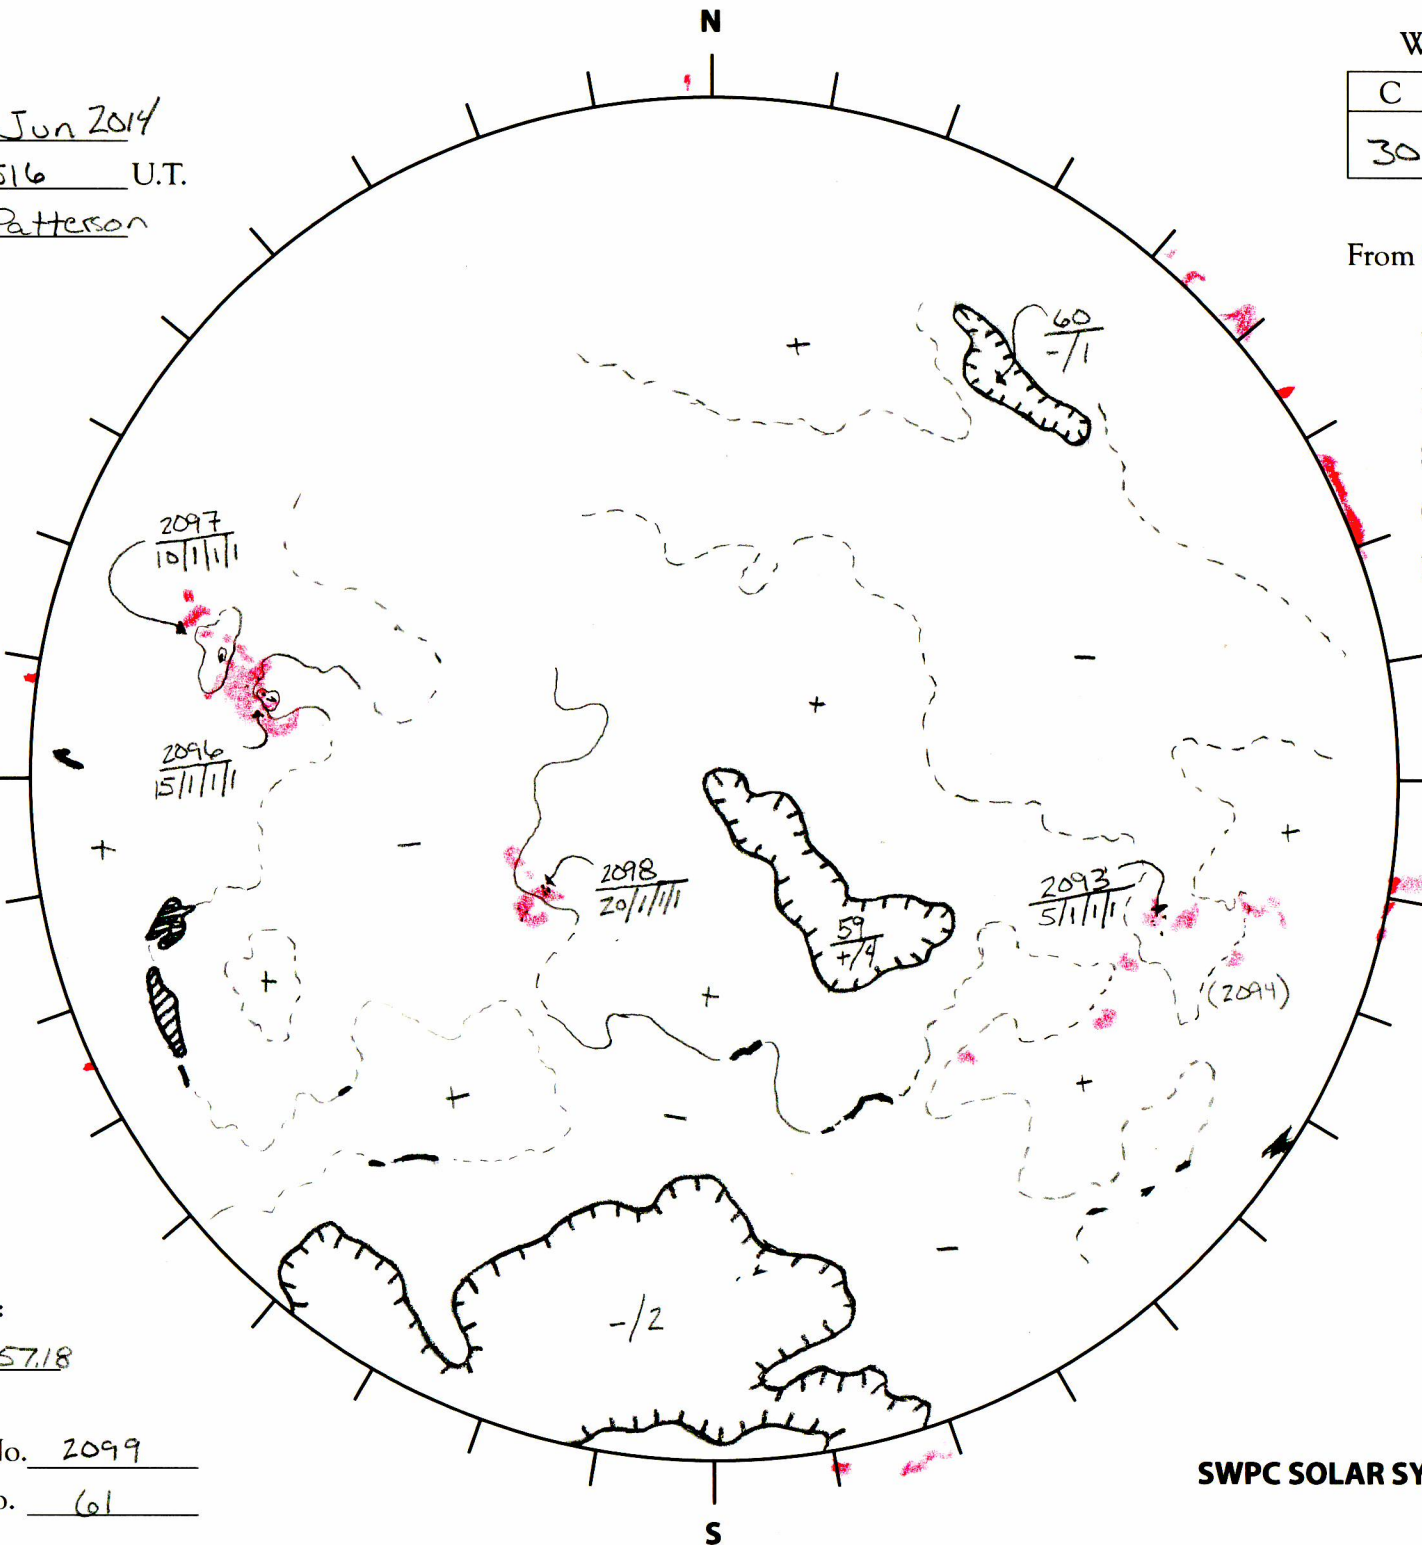 N
W
Jun 2014
516 U.T.
Patterson
C
30
From
60
-/1
+
2097
10/1/1/1
-
+
2096
15/1/1/1
+
-
+
2098
20/1/1/1
2093
5/1/1/1
59
+/4
+
+
(2094)
+
+
-
-
-/2
57.18
No. 2099
o. 61
SWPC SOLAR SY
S